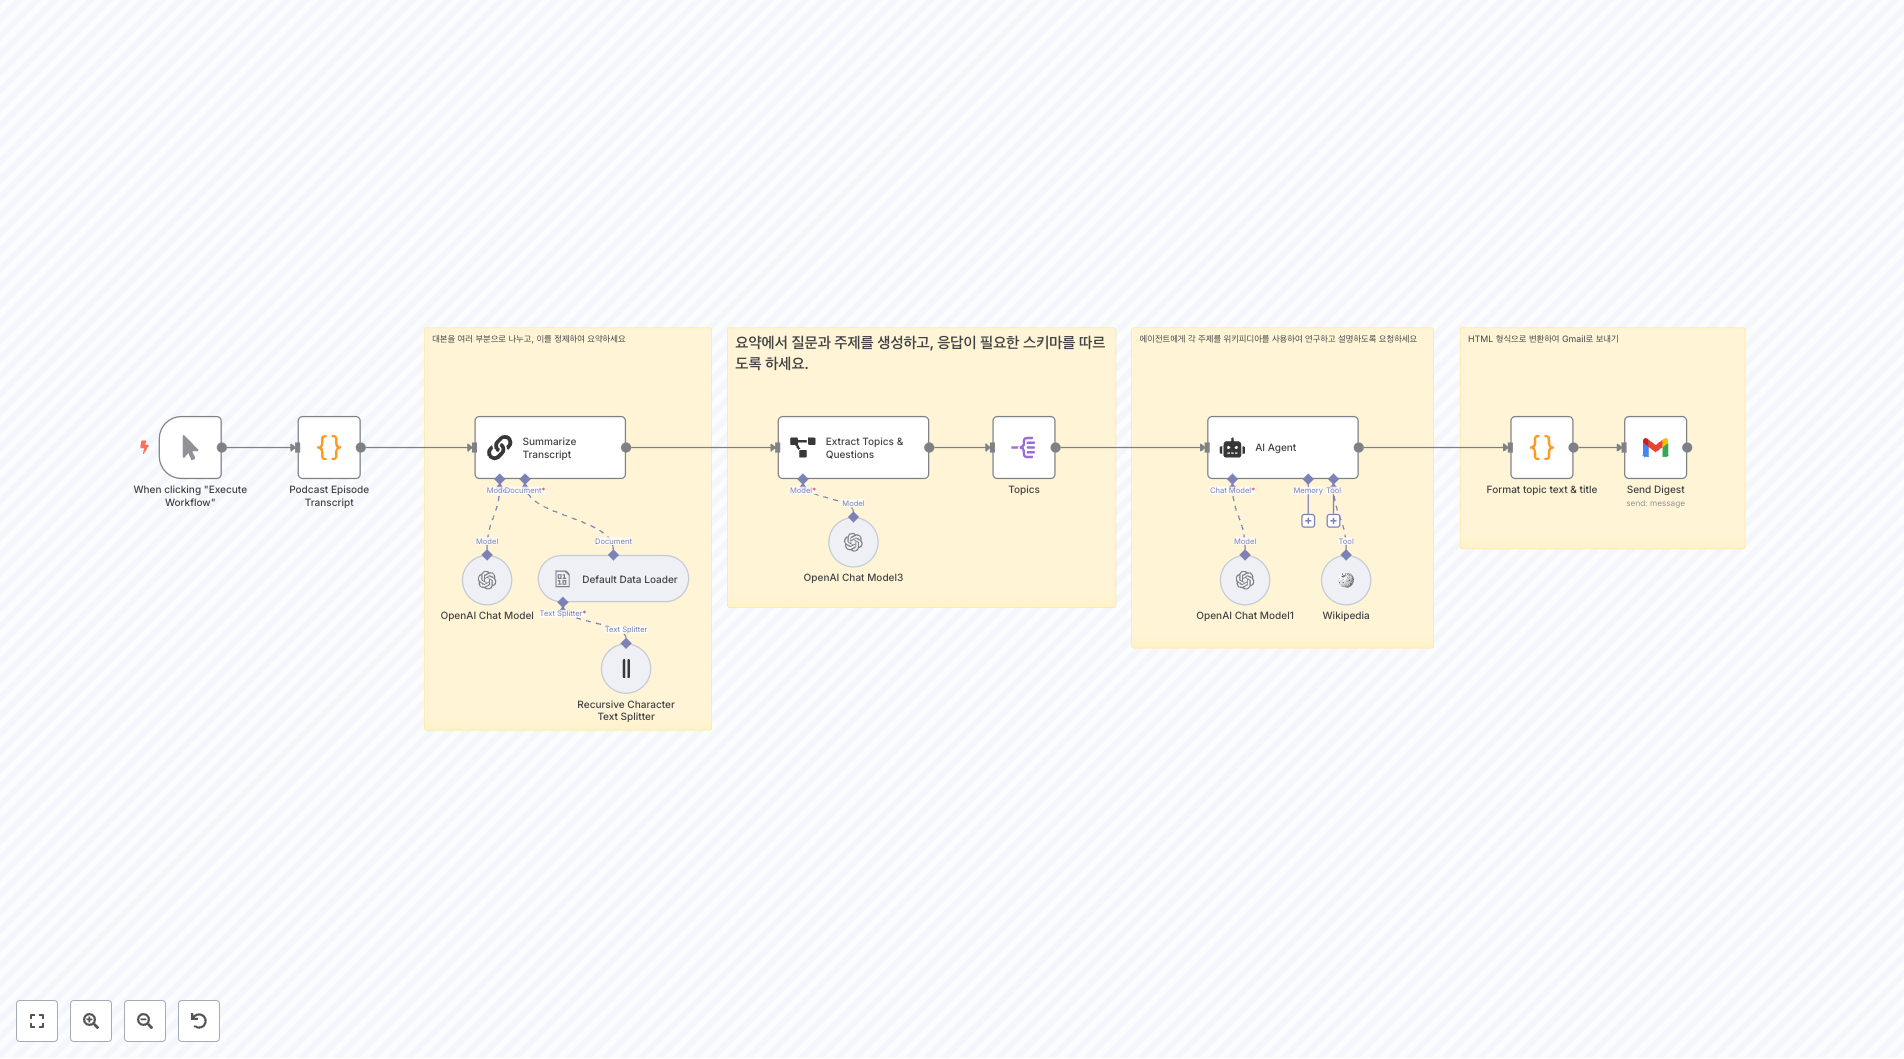 대본을 여러 부분으로 나누고, 이를 정제하여 요약하세요
요약에서 질문과 주제를 생성하고, 응답이 필요한 스키마를 따르
도록 하세요.
에이전트에게 각 주제를 위키피디아를 사용하여 연구하고 설명하도록 요청하세요
HTML 형식으로 변환하여 Gmail로 보내기
When clicking "Execute
Workflow"
Podcast Episode
Transcript
Summarize
Transcript
Model
Document*
Model
Document
OpenAI Chat Model
Default Data Loader
Text Splitter*
Text Splitter
Recursive Character
Text Splitter
Extract Topics &
Questions
Model*
Model
OpenAI Chat Model3
Topics
AI Agent
Chat Model*
Memory
Tool
Model
Tool
OpenAI Chat Model1
Wikipedia
Format topic text & title
Send Digest
send: message